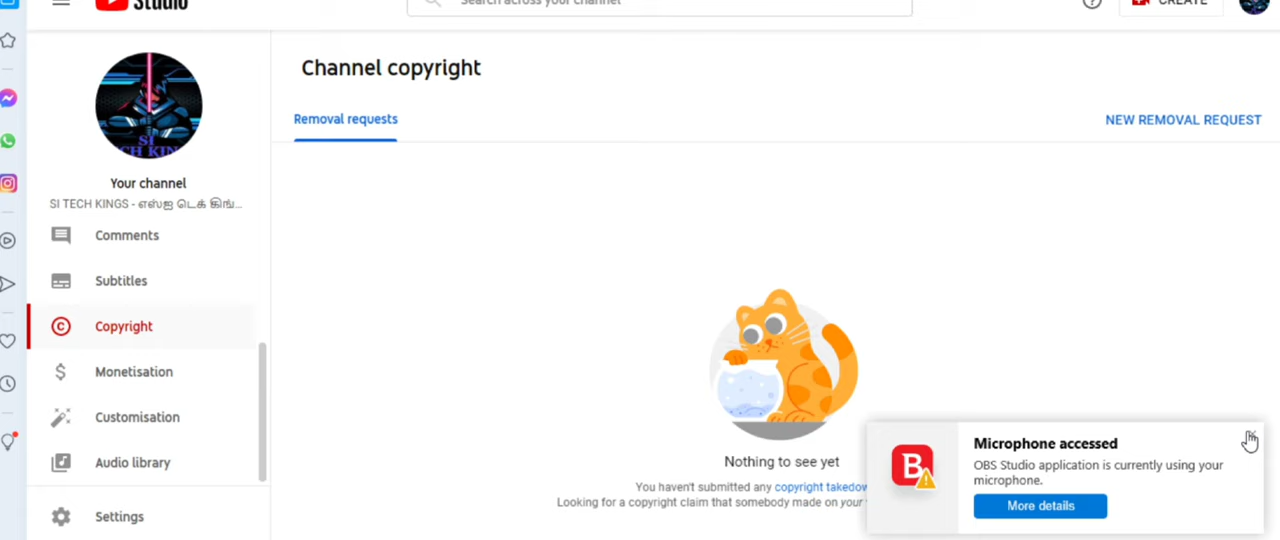 Studio
Search across your channel
CREATE
Channel copyright
Removal requests
NEW REMOVAL REQUEST
SI
TECH KINGS
Your channel
SI TECH KINGS - எஸ்ஐ டெக் கிங்...
Comments
Subtitles
Copyright
Monetisation
Customisation
Audio library
Settings
Nothing to see yet
You haven't submitted any copyright takedow
Looking for a copyright claim that somebody made on your
B
Microphone accessed
OBS Studio application is currently using your
microphone.
More details